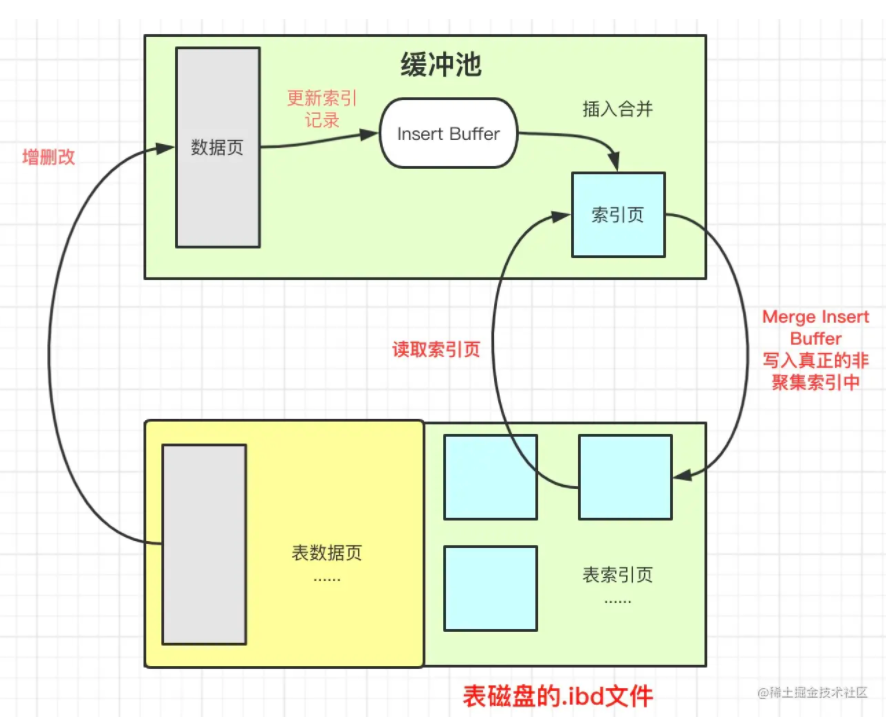 缓冲池
更新索引
记录
插入合并
Insert Buffer
数据页
增删改
索引页
Merge Insert
Buffer
写入真正的非
聚集索引中
读取索引页
表数据页
......
表索引页
......
表磁盘的.ibd文件
@稀土掘金技术社区